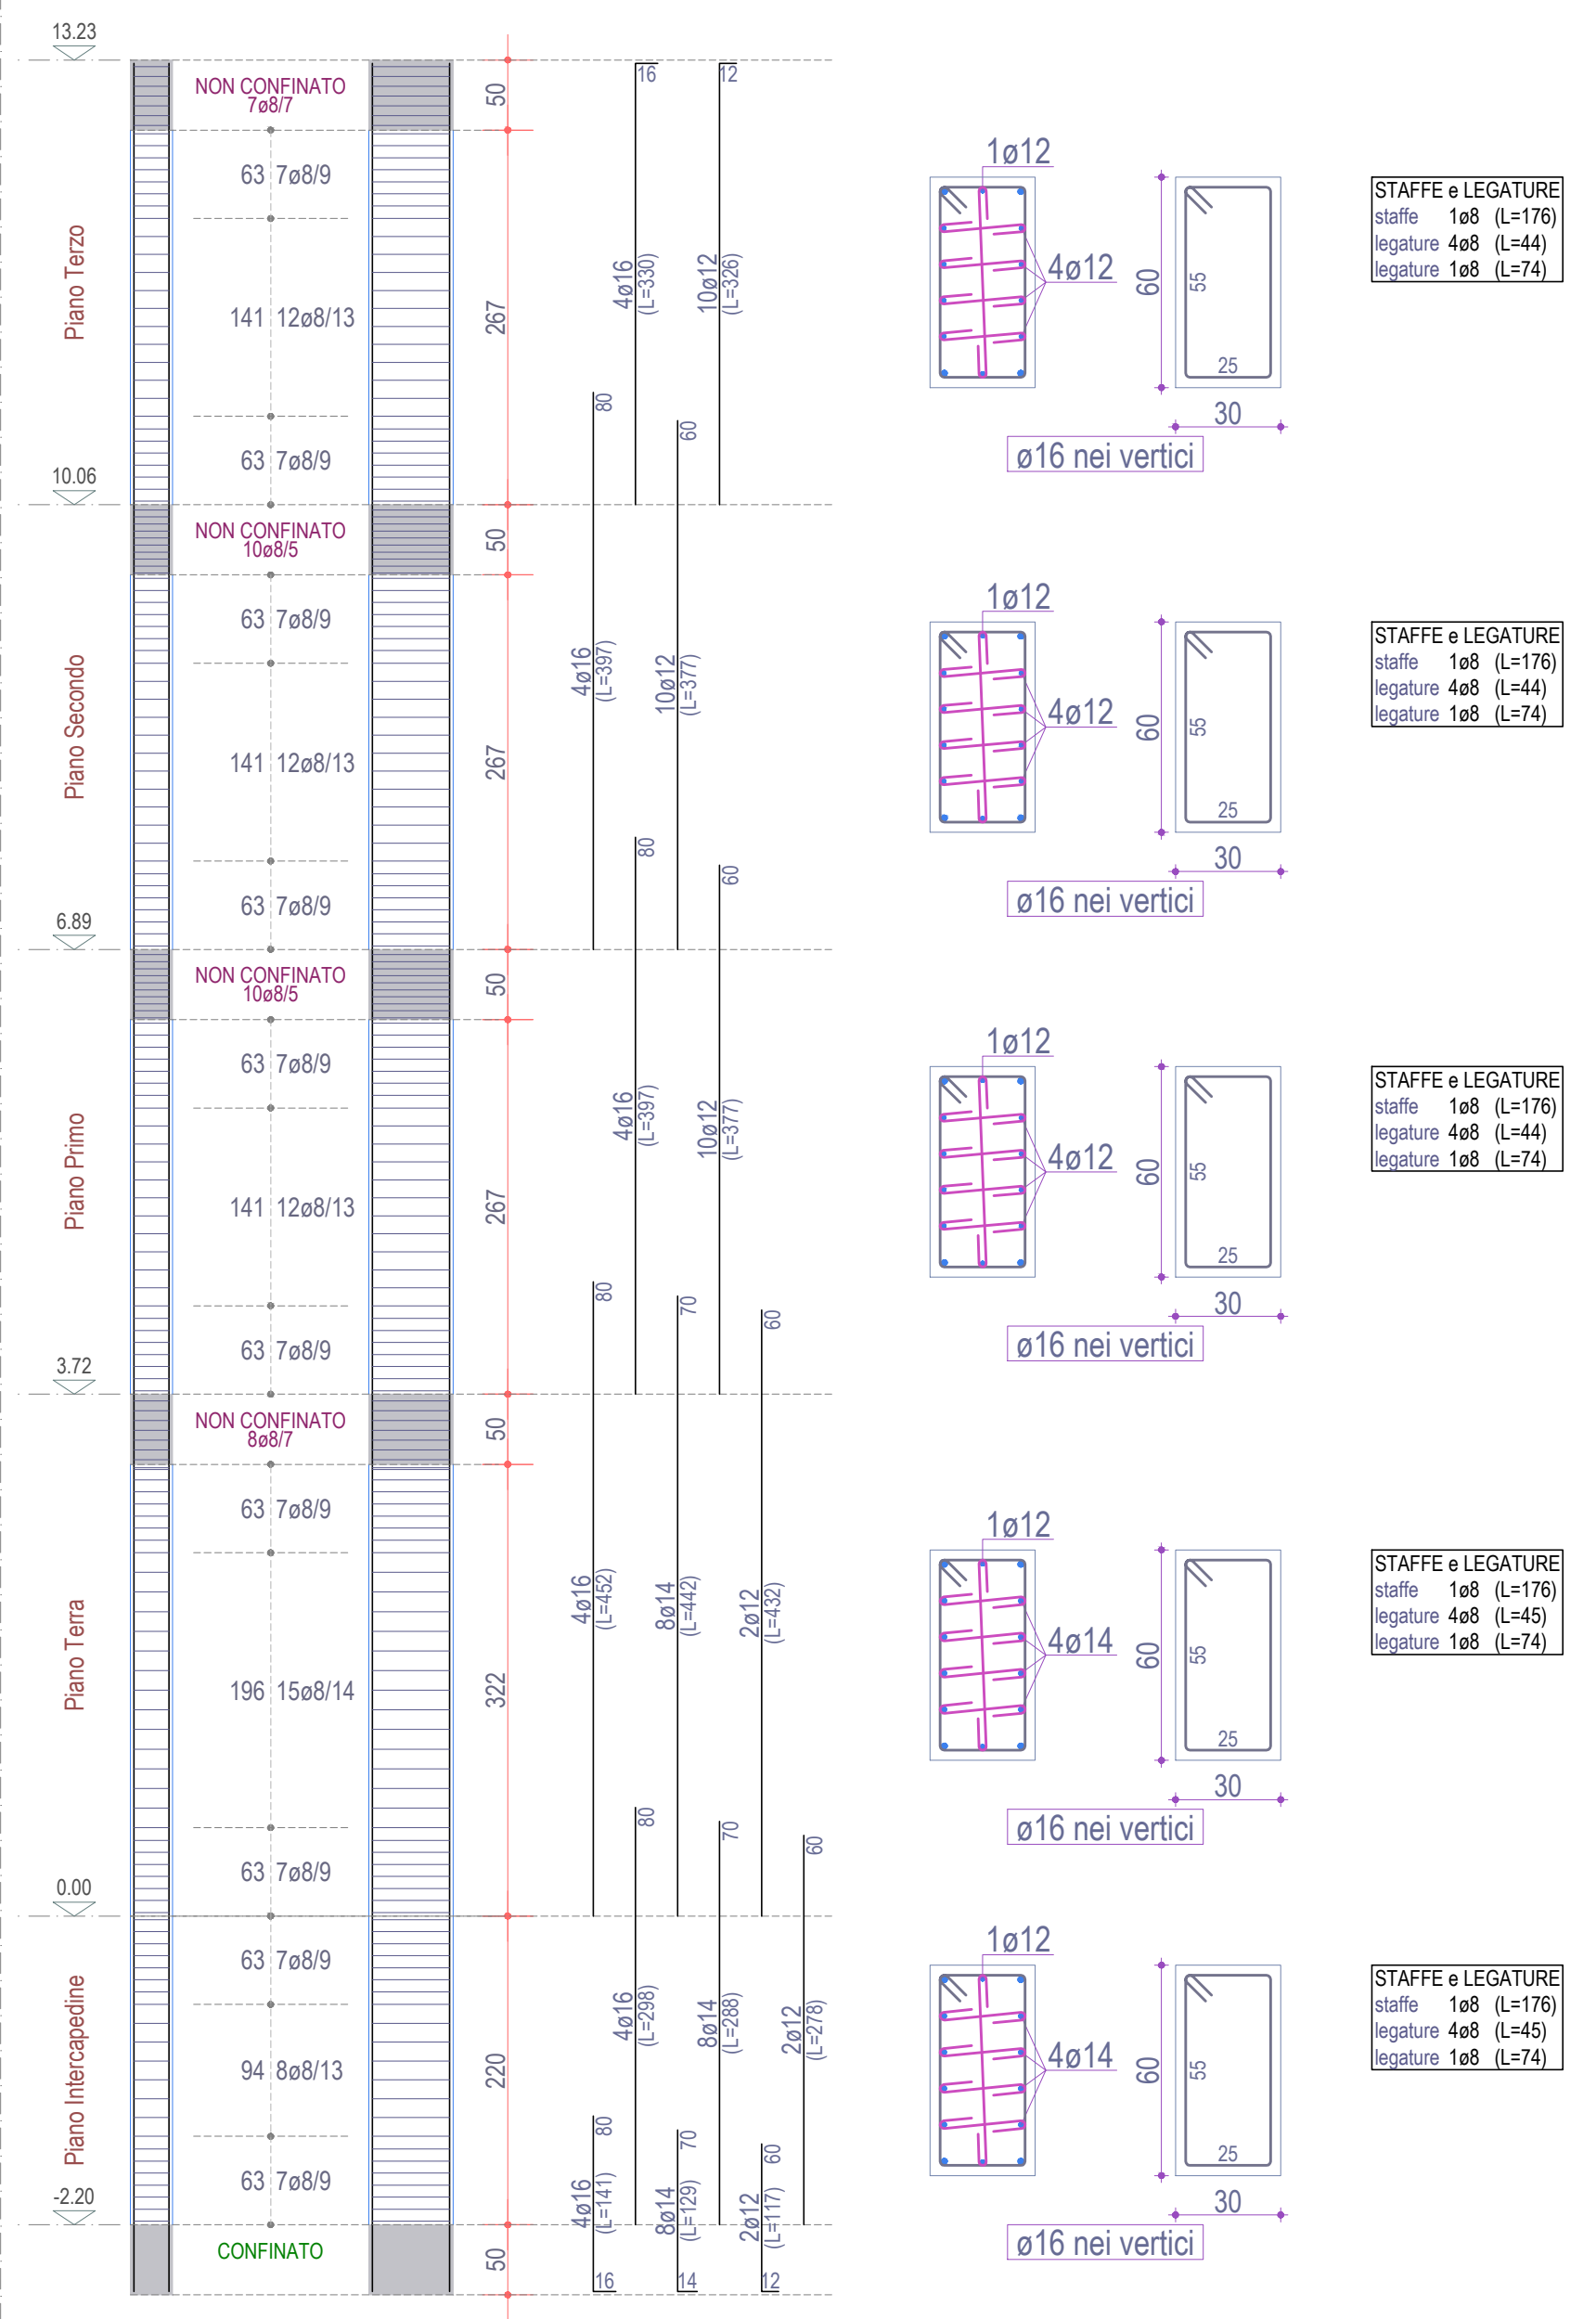 13.23
NON CONFINATO
7ø8/7
50
16
12
63 7ø8/9
Piano Terzo
141 12ø8/13
267
4ø16
(L=330)
10ø12
(L=326)
80
60
63 7ø8/9
10.06
1ø12
4ø12
60
55
25
30
ø16 nei vertici
STAFFE e LEGATURE
staffe 1ø8 (L=176)
legature 4ø8 (L=44)
legature 1ø8 (L=74)
NON CONFINATO
10ø8/5
50
63 7ø8/9
Piano Secondo
141 12ø8/13
267
4ø16
(L=397)
10ø12
(L=377)
80
60
63 7ø8/9
6.89
1ø12
4ø12
60
55
25
30
ø16 nei vertici
STAFFE e LEGATURE
staffe 1ø8 (L=176)
legature 4ø8 (L=44)
legature 1ø8 (L=74)
NON CONFINATO
10ø8/5
50
63 7ø8/9
Piano Primo
141 12ø8/13
267
4ø16
(L=397)
10ø12
(L=377)
80
70
60
63 7ø8/9
3.72
1ø12
4ø12
60
55
25
30
ø16 nei vertici
STAFFE e LEGATURE
staffe 1ø8 (L=176)
legature 4ø8 (L=44)
legature 1ø8 (L=74)
NON CONFINATO
8ø8/7
50
63 7ø8/9
Piano Terra
196 15ø8/14
322
4ø16
(L=452)
8ø14
(L=442)
2ø12
(L=432)
80
70
60
63 7ø8/9
0.00
1ø12
4ø14
60
55
25
30
ø16 nei vertici
STAFFE e LEGATURE
staffe 1ø8 (L=176)
legature 4ø8 (L=45)
legature 1ø8 (L=74)
63 7ø8/9
Piano Intercapedine
94 8ø8/13
220
4ø16
(L=298)
8ø14
(L=288)
2ø12
(L=278)
80
70
60
63 7ø8/9
-2.20
4ø16
(L=141)
8ø14
(L=129)
2ø12
(L=117)
CONFINATO
50
16
14
12
1ø12
4ø14
60
55
25
30
ø16 nei vertici
STAFFE e LEGATURE
staffe 1ø8 (L=176)
legature 4ø8 (L=45)
legature 1ø8 (L=74)